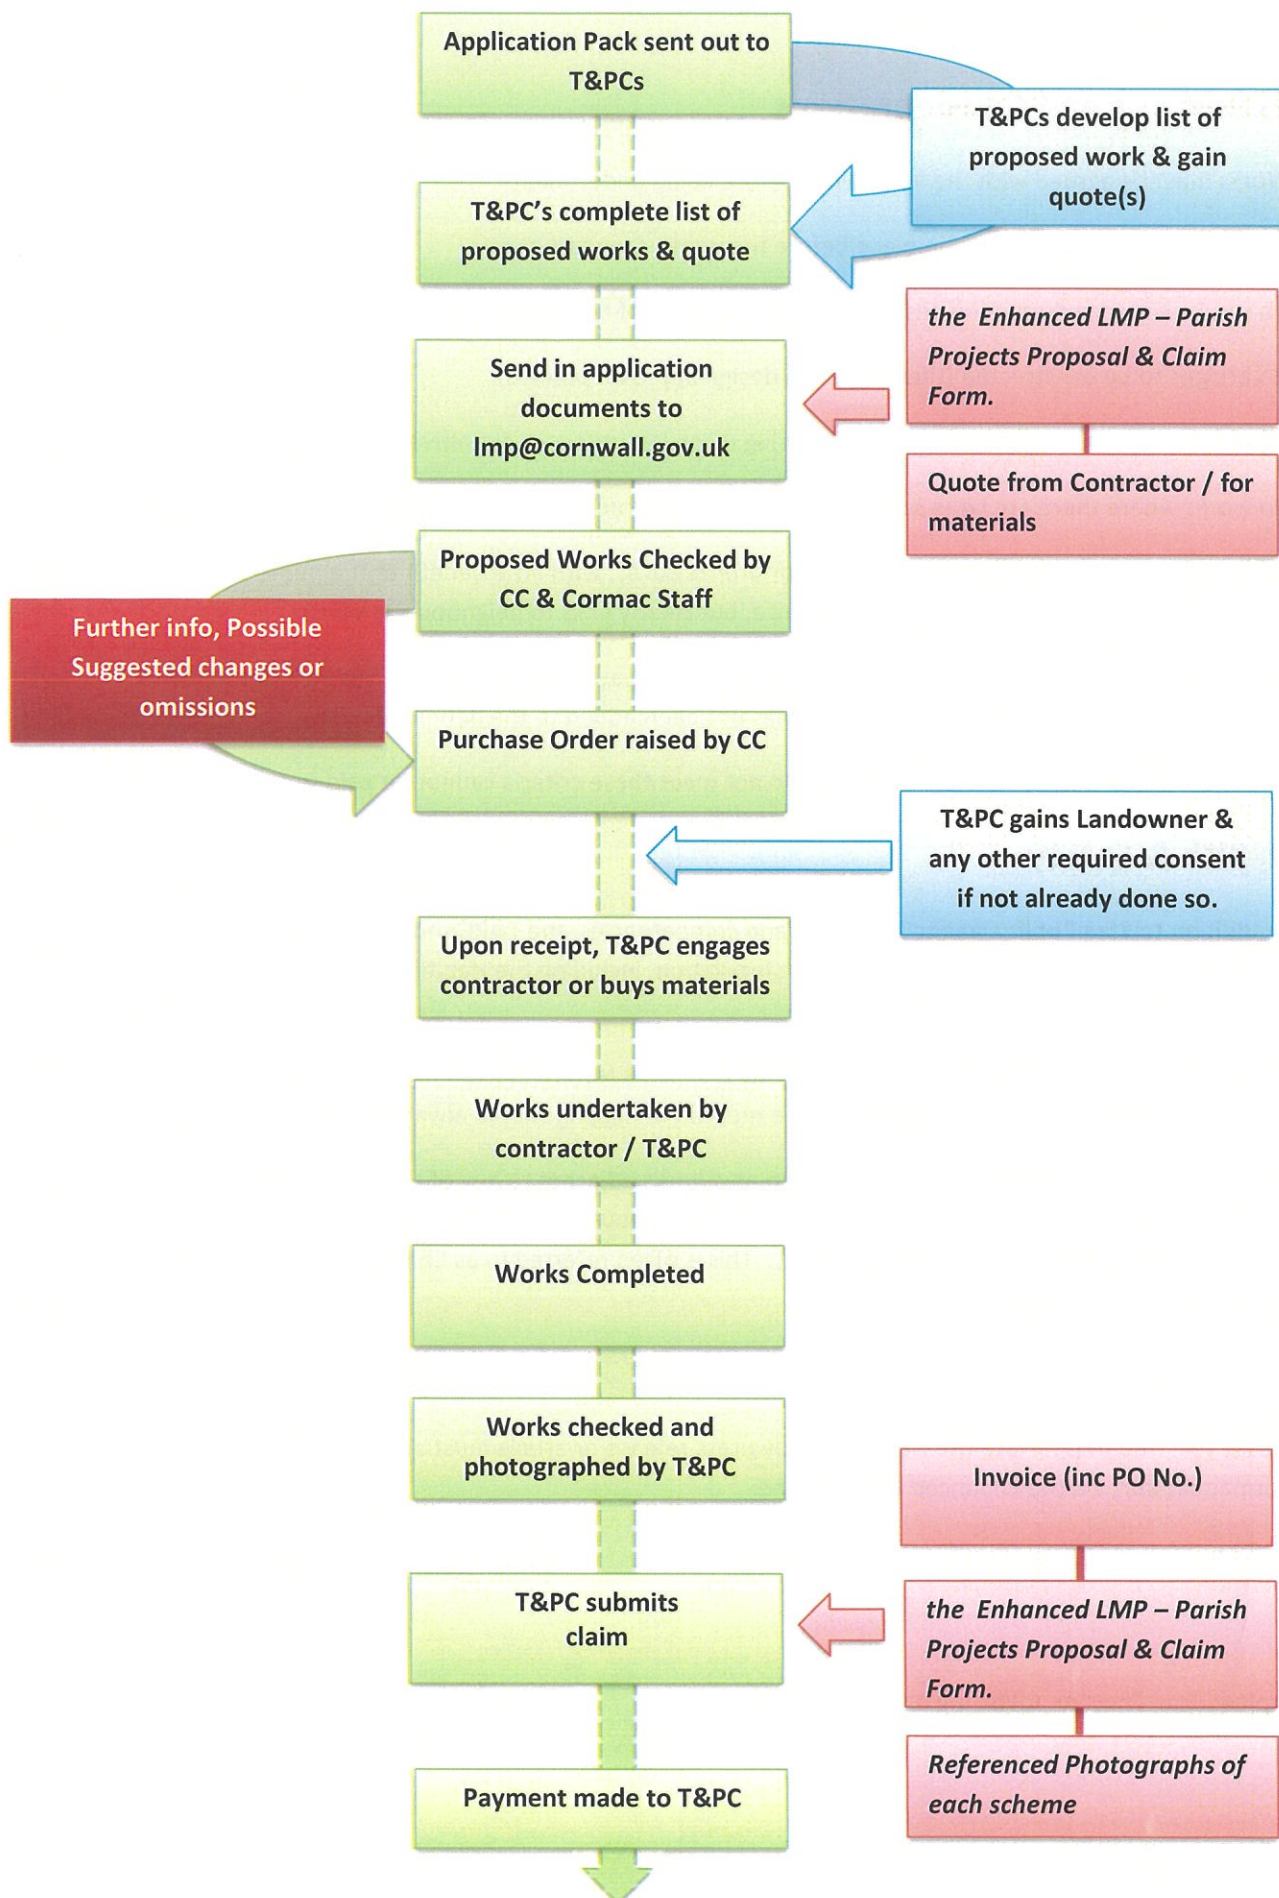 Application Pack sent out to
T&PCs
T&PCs develop list of
proposed work & gain
quote(s)
T&PC's complete list of
proposed works & quote
the Enhanced LMP – Parish
Projects Proposal & Claim
Form.
Send in application
documents to
lmp@cornwall.gov.uk
Quote from Contractor / for
materials
Proposed Works Checked by
CC & Cormac Staff
Further info, Possible
Suggested changes or
omissions
Purchase Order raised by CC
T&PC gains Landowner &
any other required consent
if not already done so.
Upon receipt, T&PC engages
contractor or buys materials
Works undertaken by
contractor / T&PC
Works Completed
Works checked and
photographed by T&PC
Invoice (inc PO No.)
T&PC submits
claim
the Enhanced LMP – Parish
Projects Proposal & Claim
Form.
Referenced Photographs of
each scheme
Payment made to T&PC